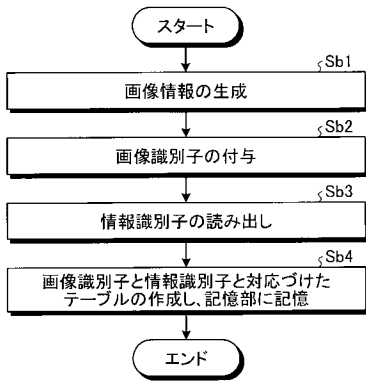 スタート
Sb1
画像情報の生成
Sb2
画像識別子の付与
Sb3
情報識別子の読み出し
Sb4
画像識別子と情報識別子と対応づけた
テーブルの作成し、記憶部に記憶
エンド